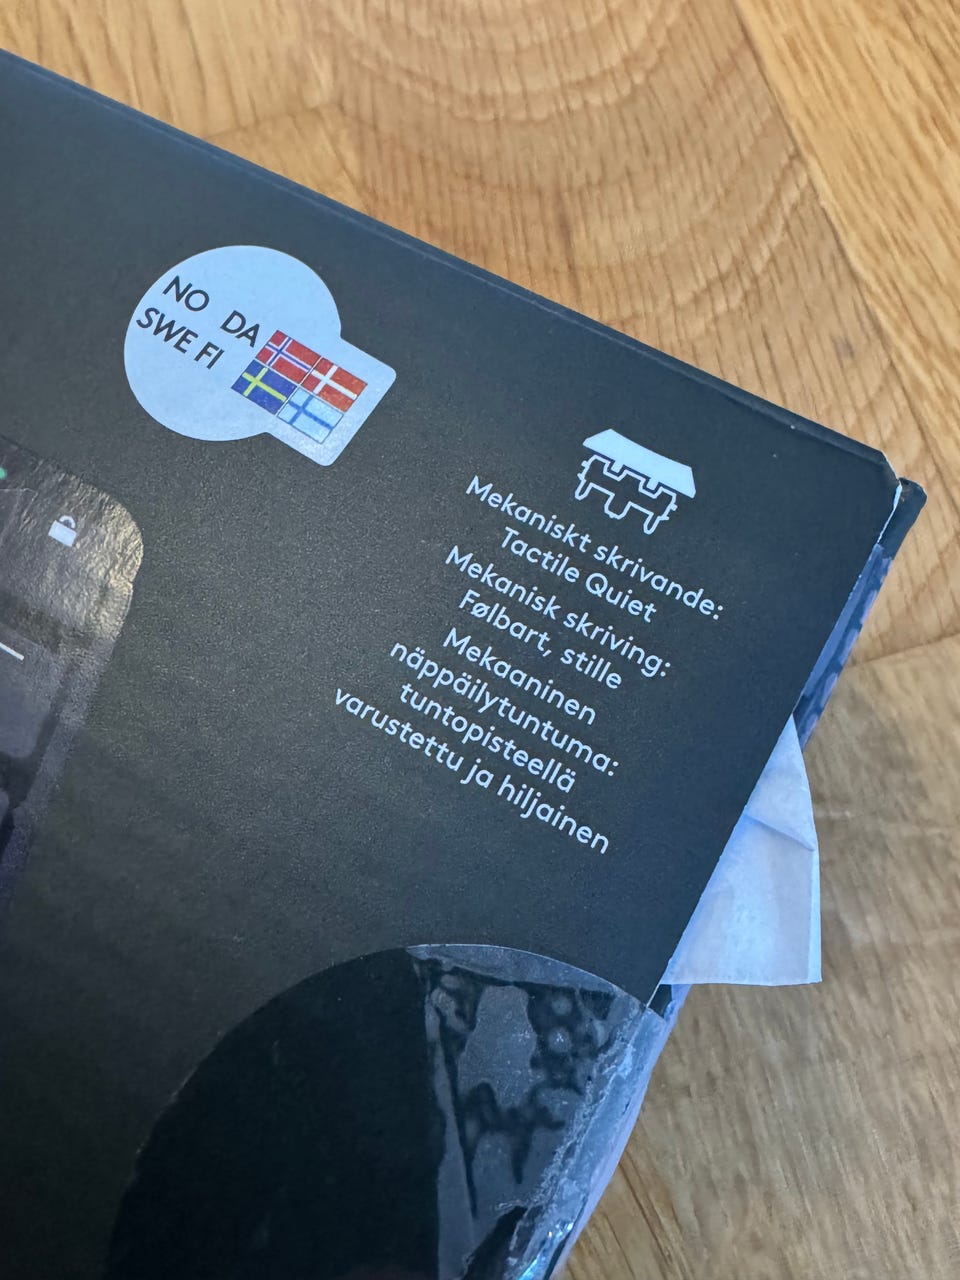 NO DA
SWE FI
Mekaniskt skrivande:
Tactile Quiet
Mekanisk skriving:
Følbart, stille
Mekaaninen
näppäilytuntuma:
tuntopisteellä
varustettu ja hiljainen